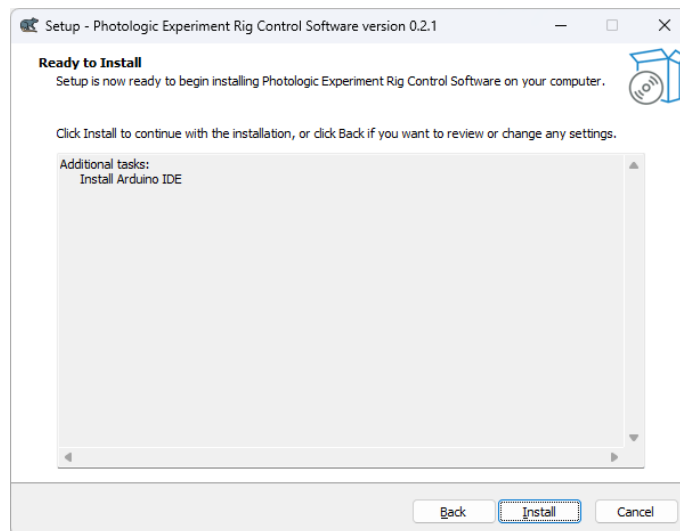 Setup - Photologic Experiment Rig Control Software version 0.2.1
Ready to Install
Setup is now ready to begin installing Photologic Experiment Rig Control Software on your computer.
Click Install to continue with the installation, or click Back if you want to review or change any settings.
Additional tasks:
Install Arduino IDE
Back
Install
Cancel